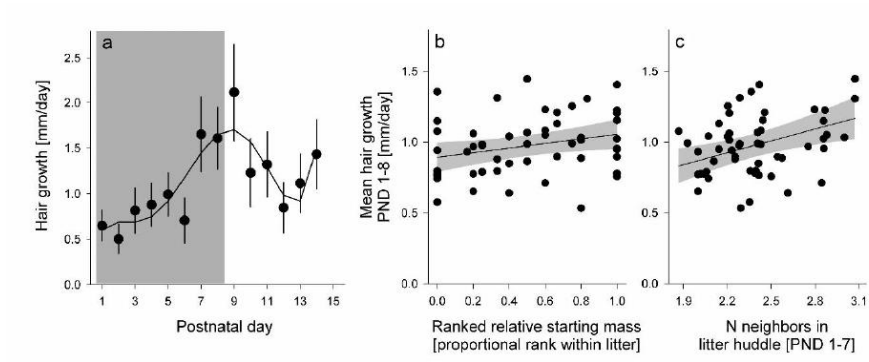 a
b
c
Hair growth [mm/day]
2.5
2.0
1.5
1.0
0.5
0.0
1 3 5 7 9 11 13 15
Postnatal day
Mean hair growth
PND 1-8 [mm/day]
1.5
1.0
0.5
0.0
0.0 0.2 0.4 0.6 0.8 1.0
Ranked relative starting mass
[proportional rank within litter]
1.5
1.0
0.5
0.0
1.9 2.2 2.5 2.8 3.1
N neighbors in
litter huddle [PND 1-7]